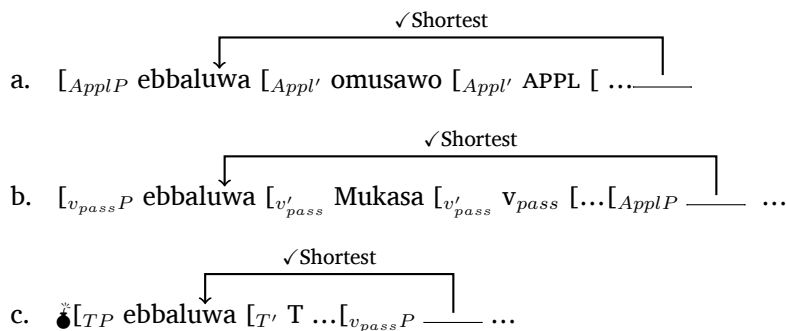 ✓Shortest
a. [ApplP ebbaluwa [Appl′ omusawo [Appl′ APPL [ ...
✓Shortest
b. [vpassP ebbaluwa [v′pass Mukasa [v′pass vpass [...[ApplP ...
✓Shortest
c. 💣[TP ebbaluwa [T′ T ...[vpassP ...